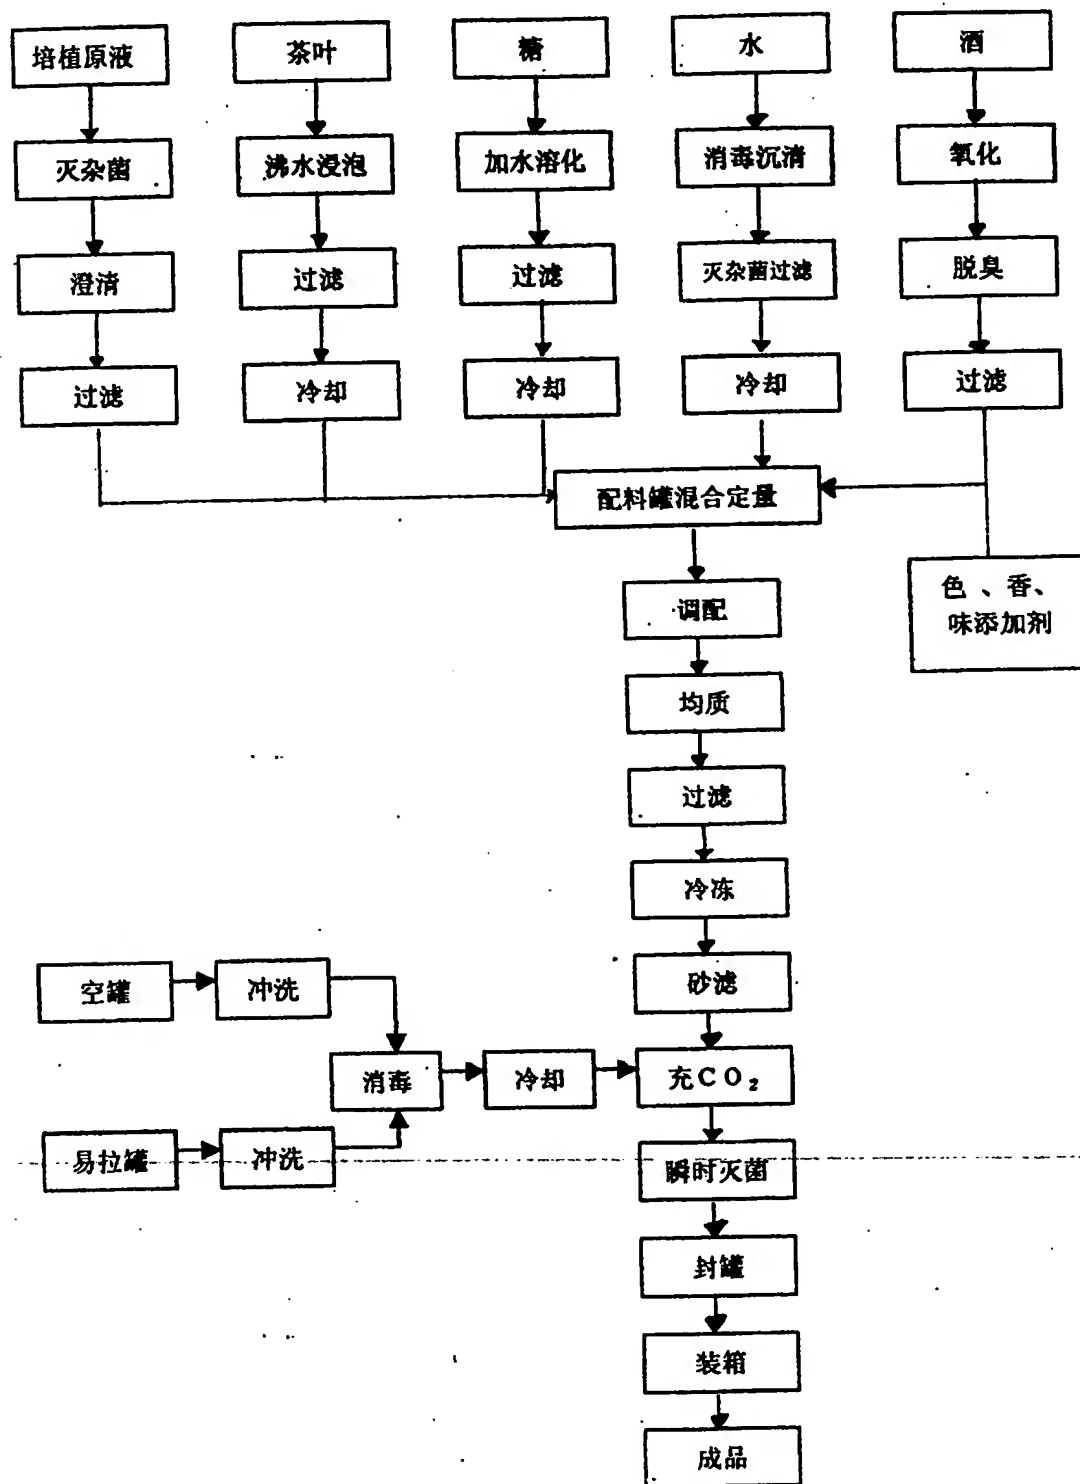 培植原液
茶叶
糖
水
酒
灭杂菌
沸水浸泡
加水溶化
消毒沉清
氧化
澄清
过滤
过滤
灭杂菌过滤
脱臭
过滤
冷却
冷却
冷却
过滤
配料罐混合定量
色、香、
味添加剂
调配
均质
过滤
冷冻
空罐
冲洗
砂滤
消毒
冷却
充CO₂
易拉罐
冲洗
瞬时灭菌
封罐
装箱
成品